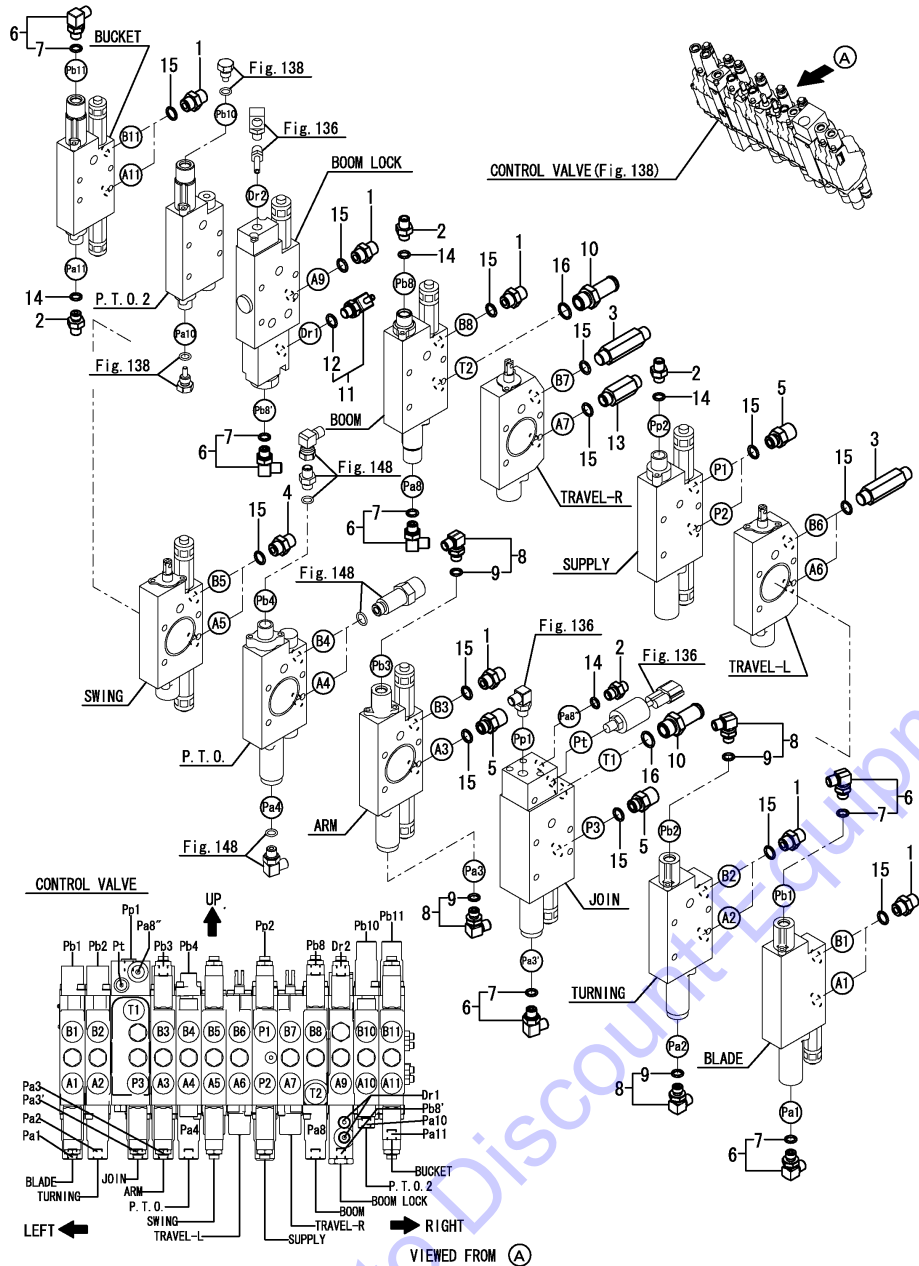 6
7
BUCKET
Pb11
15
1
Fig. 138
Pb10
Fig. 136
BOOM LOCK
Dr2
B11
A11
Pa11
14
2
P. T. O. 2
Pa10
Fig. 138
A
CONTROL VALVE (Fig. 138)
15
1
A9
Dr1
12
11
Pb8'
6
7
2
14
Pb8
15
1
B8
T2
16
10
BOOM
Pa8
6
7
Fig. 148
15
3
B7
A7
15
13
TRAVEL-R
2
14
Pp2
15
5
P1
P2
SUPPLY
15
3
B6
A6
TRAVEL-L
15
4
B5
A5
SWING
Pb4
Fig. 148
B4
A4
P. T. O.
Pa4
Fig. 148
8
9
Pb3
15
1
B3
A3
15
5
ARM
Pa3
8
9
Fig. 136
Pp1
14
2
Pa8"
Fig. 136
Pt
T1
16
10
P3
15
5
JOIN
Pa3'
6
7
8
9
Pb2
15
1
B2
A2
TURNING
Pa2
8
9
6
7
Pb1
15
1
B1
A1
BLADE
Pa1
6
7
CONTROL VALVE
UP
Pb1
Pb2
Pt
Pp1
Pa8"
Pb3
Pb4
Pp2
Pb8
Dr2
Pb10
Pb11
T1
B1
B2
B3
B4
B5
B6
P1
B7
B8
B10
B11
A1
A2
P3
A3
A4
A5
A6
P2
A7
T2
A9
A10
A11
Pa3
Pa3'
Pa2
Pa1
Pa4
Pa8
Dr1
Pb8'
Pa10
Pa11
BLADE
TURNING
JOIN
ARM
P. T. O.
SWING
TRAVEL-L
SUPPLY
TRAVEL-R
BOOM
BOOM LOCK
P. T. O. 2
BUCKET
LEFT
RIGHT
VIEWED FROM A
to Discount-Equip